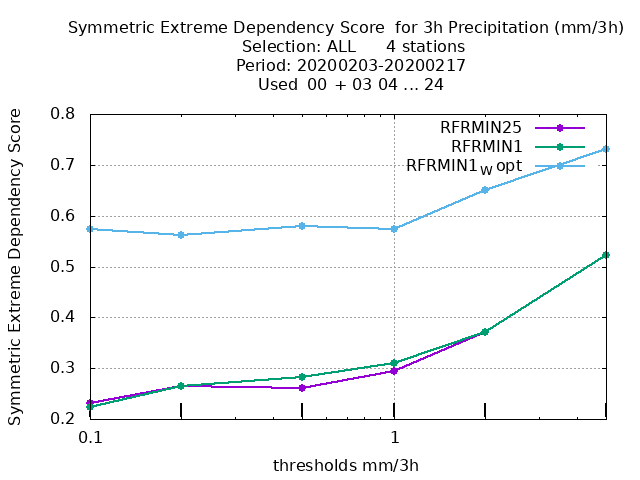 Symmetric Extreme Dependency Score  for 3h Precipitation (mm/3h)
Selection: ALL      4 stations
Period: 20200203-20200217
Used  00  + 03 04 ... 24
RFRMIN25
RFRMIN1
RFRMIN1W opt
Symmetric Extreme Dependency Score
0.8
0.7
0.6
0.5
0.4
0.3
0.2
0.1
1
thresholds mm/3h